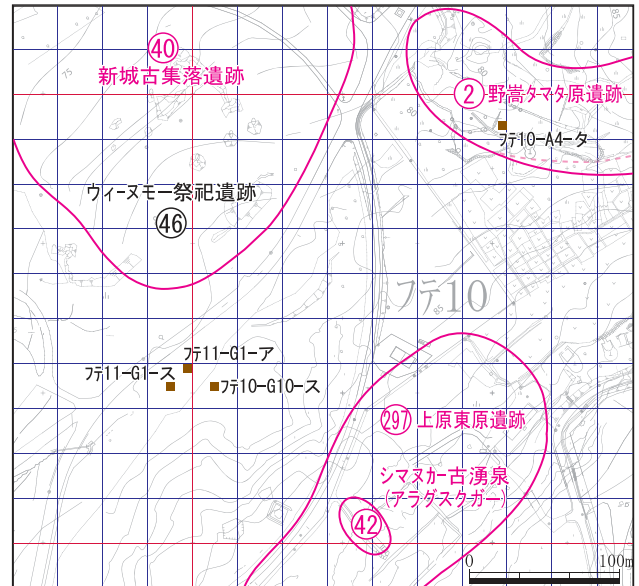 40
新城古集落遺跡
75
80
2 野嵩タマタ原遺跡
80
ﾌﾃ10-A4-タ
ウィーヌモー祭祀遺跡
46
フテ10
85
ﾌﾃ11-G1-ア
ﾌﾃ11-G1-ス
ﾌﾃ10-G10-ス
297 上原東原遺跡
シマヌカー古湧泉
(アラグスクガー)
42
0 100m